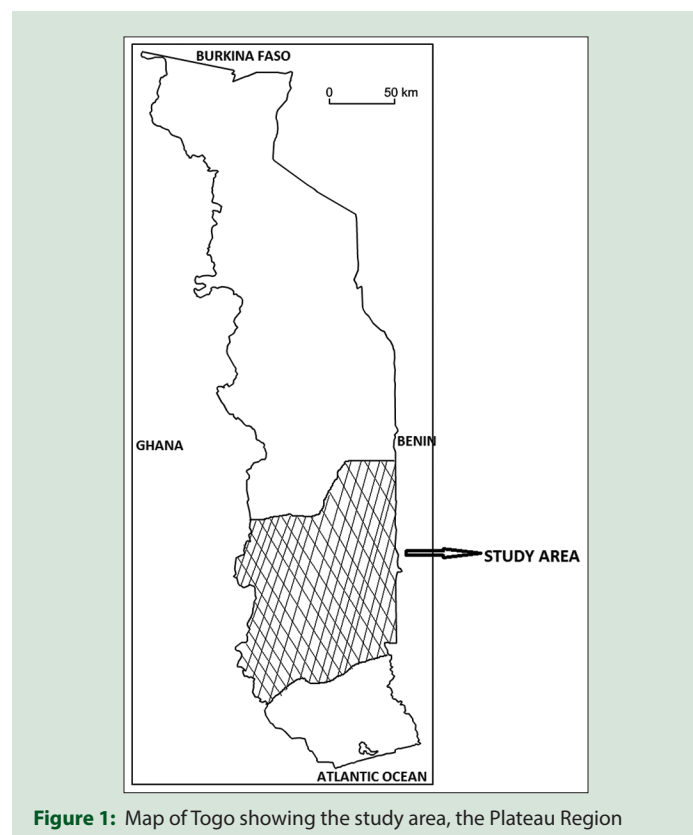 BURKINA FASO
0 50 km
GHANA
BENIN
STUDY AREA
ATLANTIC OCEAN
Figure 1: Map of Togo showing the study area, the Plateau Region